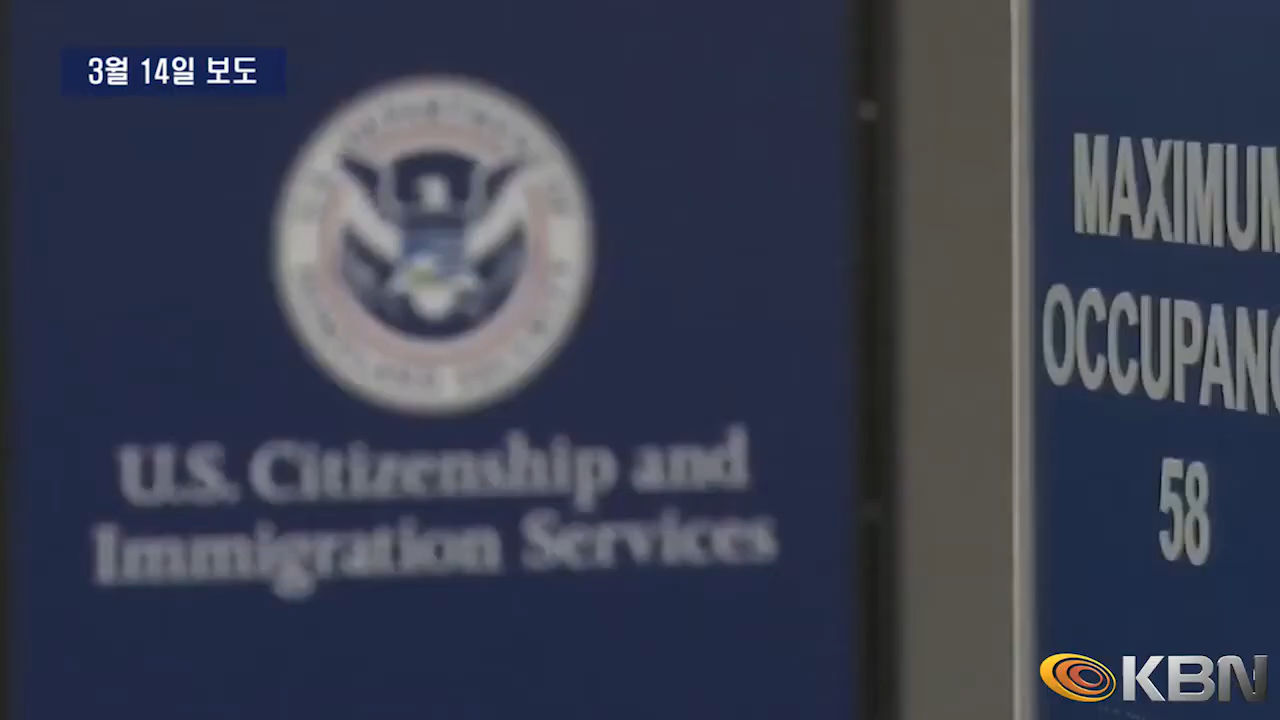 3월 14일 보도
U.S. Citizenship and
Immigration Services
MAXIMUM
OCCUPANC
58
KBN